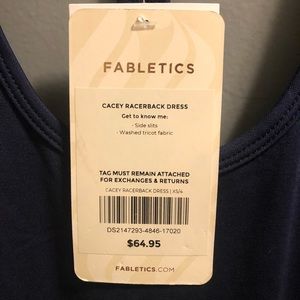 FABLETICS
CACEY RACERBACK DRESS
Get to know me:
- Side slits
- Washed tricot fabric
TAG MUST REMAIN ATTACHED
FOR EXCHANGES & RETURNS
CACEY RACERBACK DRESS | XS/4
DS2147293-4846-17020
$64.95
FABLETICS.COM